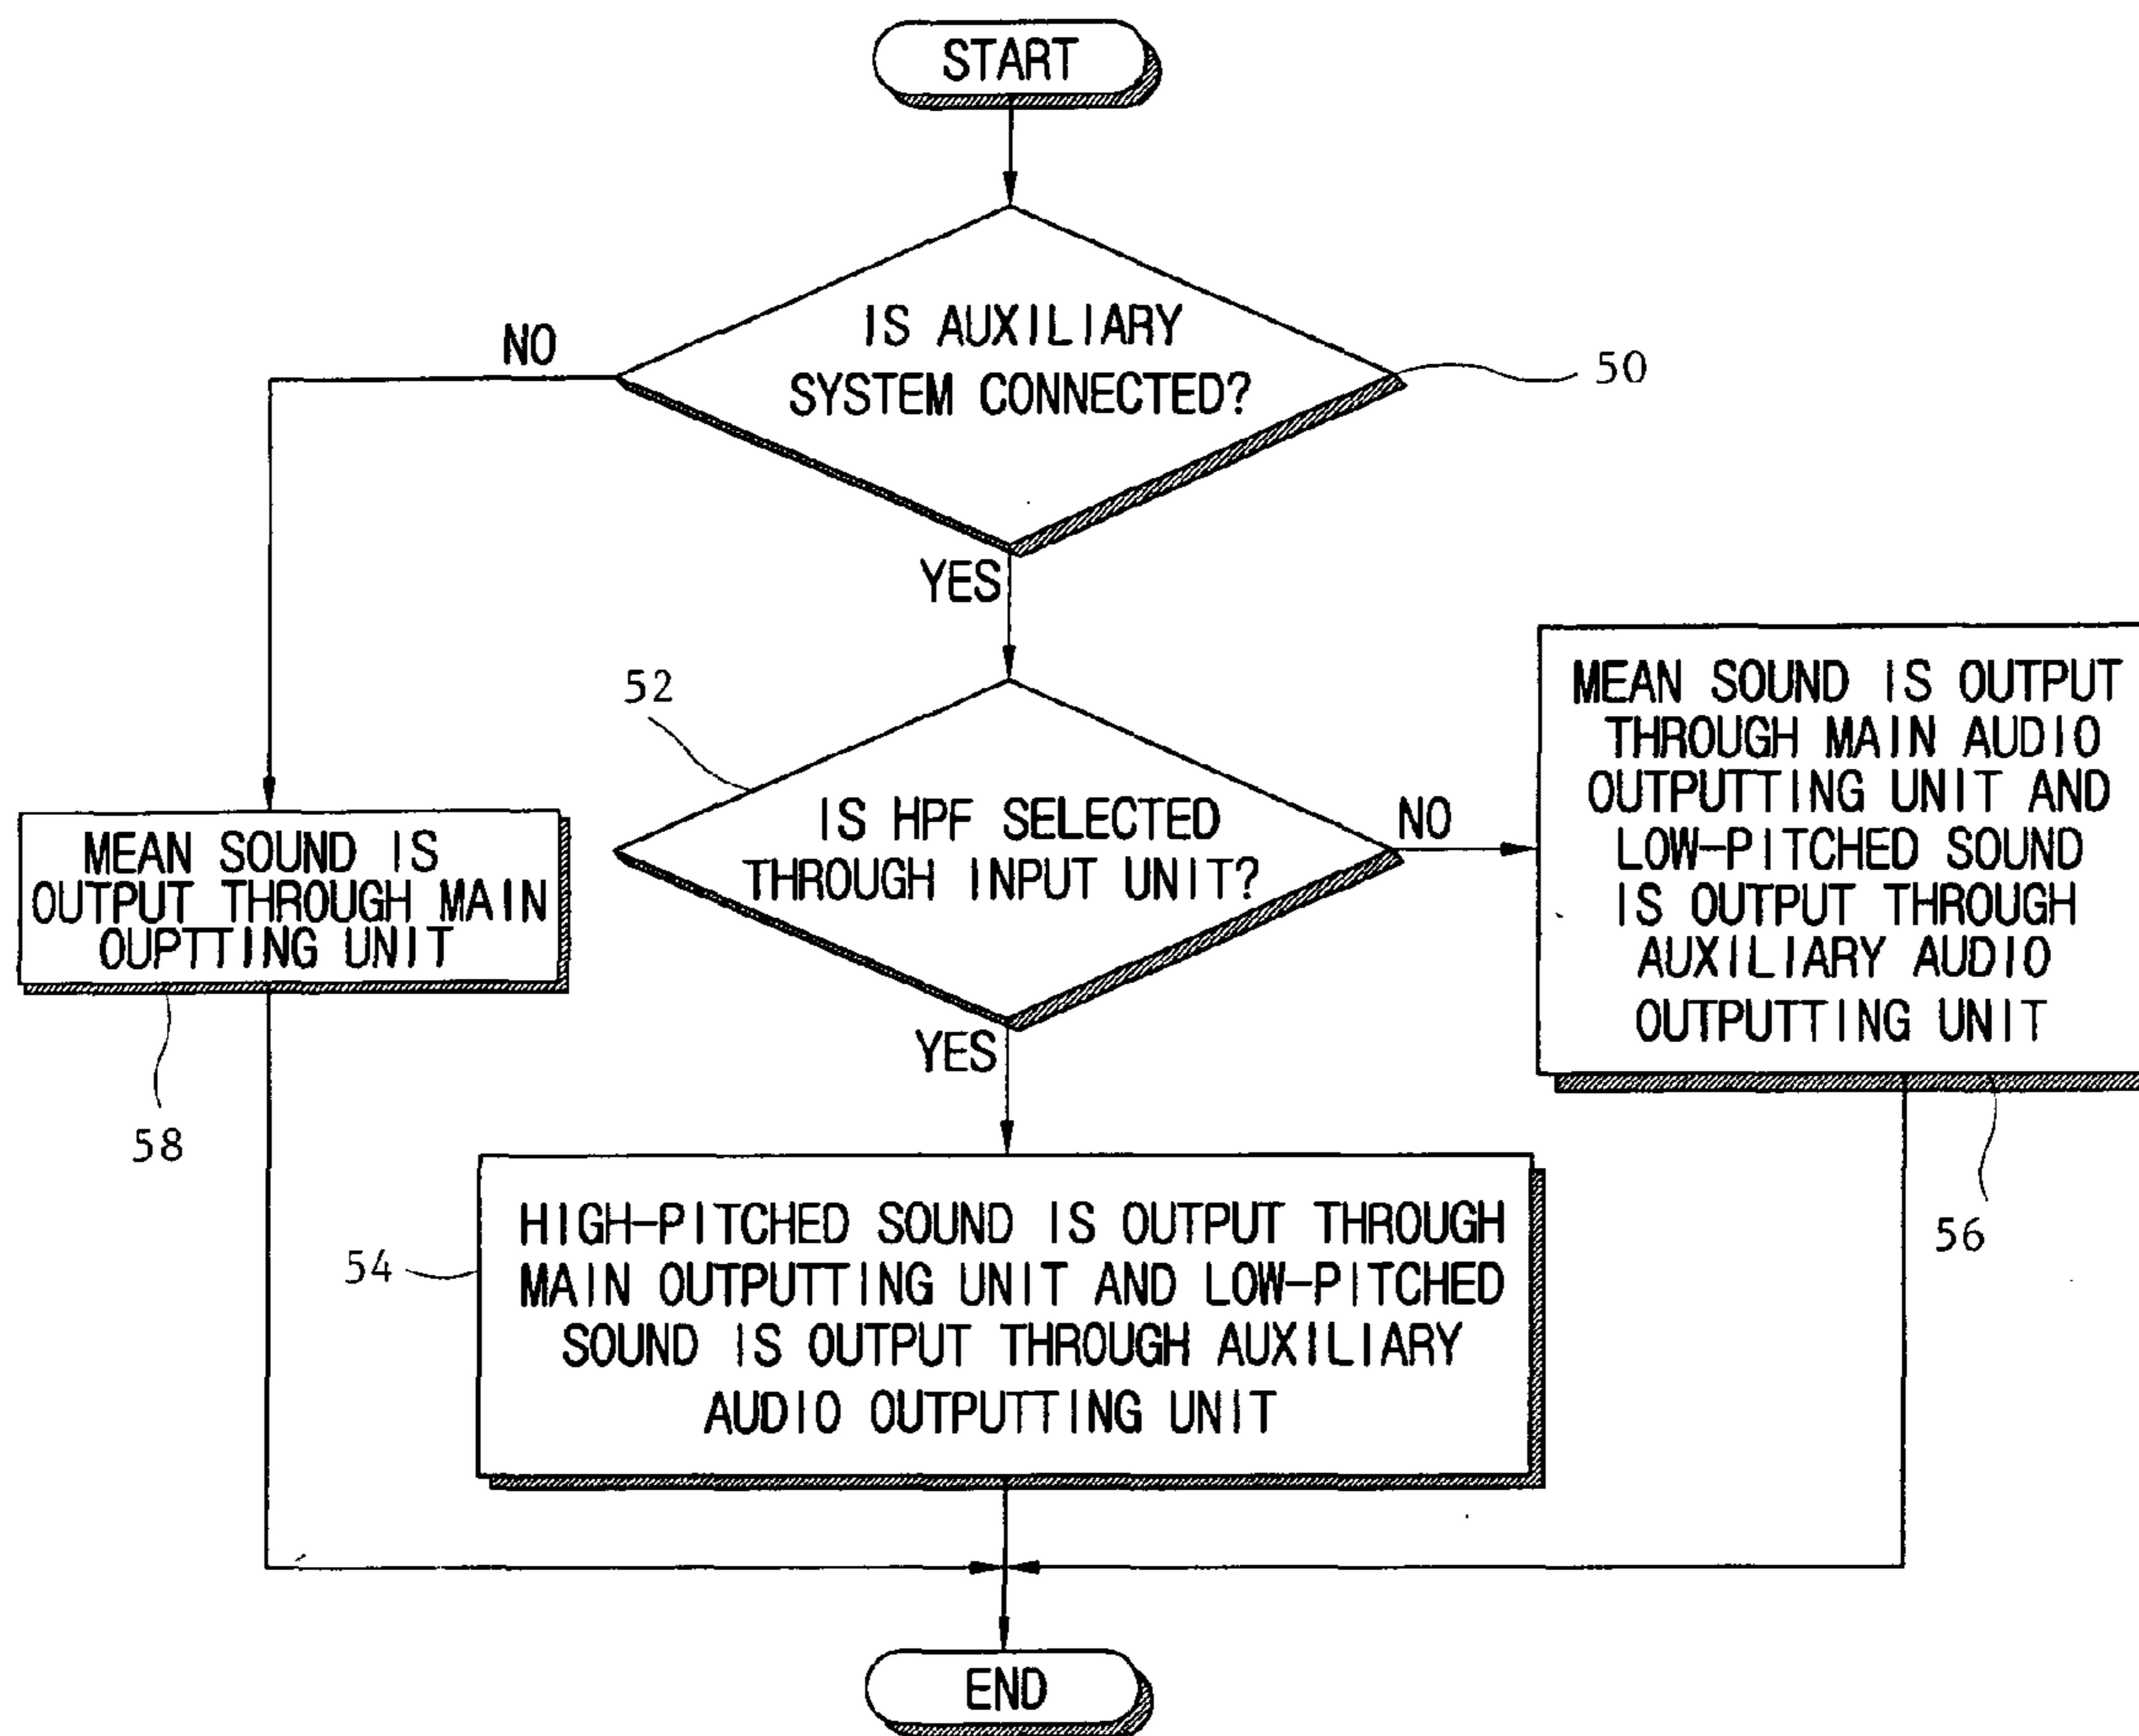 START
IS AUXILIARY
SYSTEM CONNECTED?
50
NO
YES
52
IS HPF SELECTED
THROUGH INPUT UNIT?
NO
YES
MEAN SOUND IS OUTPUT
THROUGH MAIN AUDIO
OUTPUTTING UNIT AND
LOW-PITCHED SOUND
IS OUTPUT THROUGH
AUXILIARY AUDIO
OUTPUTTING UNIT
56
MEAN SOUND IS
OUTPUT THROUGH MAIN
OUPTTING UNIT
58
54
HIGH-PITCHED SOUND IS OUTPUT THROUGH
MAIN OUTPUTTING UNIT AND LOW-PITCHED
SOUND IS OUTPUT THROUGH AUXILIARY
AUDIO OUTPUTTING UNIT
END